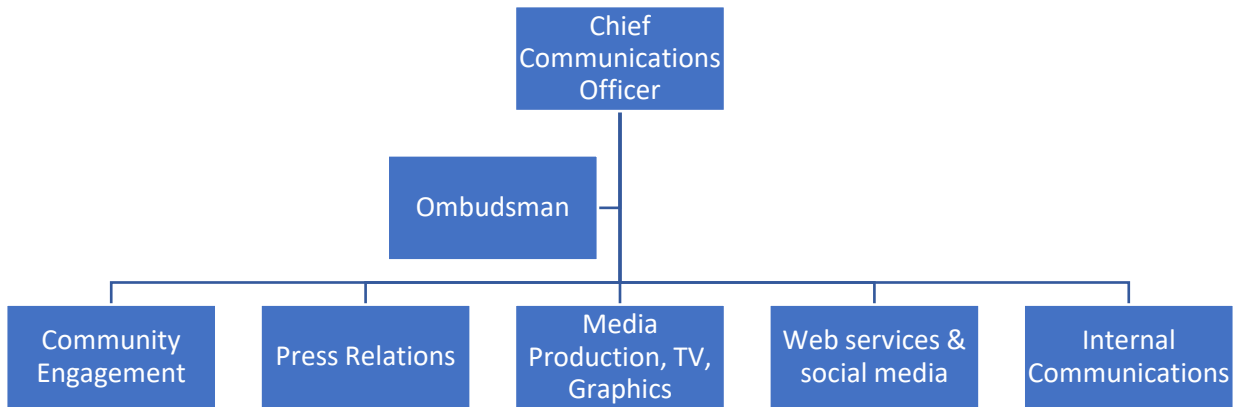 Chief
Communications
Officer
Ombudsman
Community
Engagement
Press Relations
Media
Production, TV,
Graphics
Web services &
social media
Internal
Communications